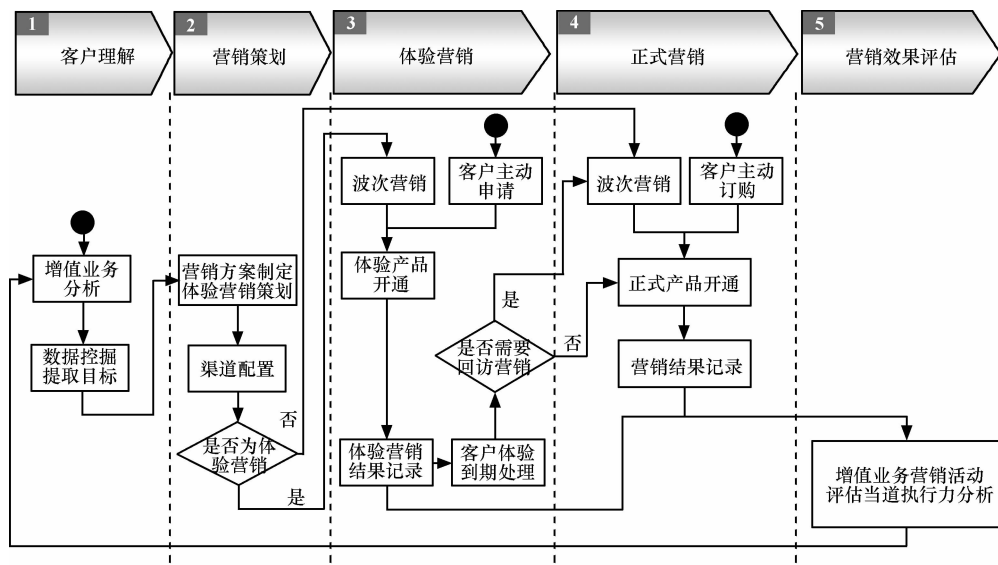 1
客户理解
2
营销策划
3
体验营销
4
正式营销
5
营销效果评估
增值业务
分析
数据挖掘
提取目标
营销方案制定
体验营销策划
渠道配置
是否为体
验营销
否
是
波次营销
客户主动
申请
体验产品
开通
体验营销
结果记录
客户体验
到期处理
是否需要
回访营销
是
否
波次营销
客户主动
订购
正式产品开通
营销结果记录
增值业务营销活动
评估当道执行力分析